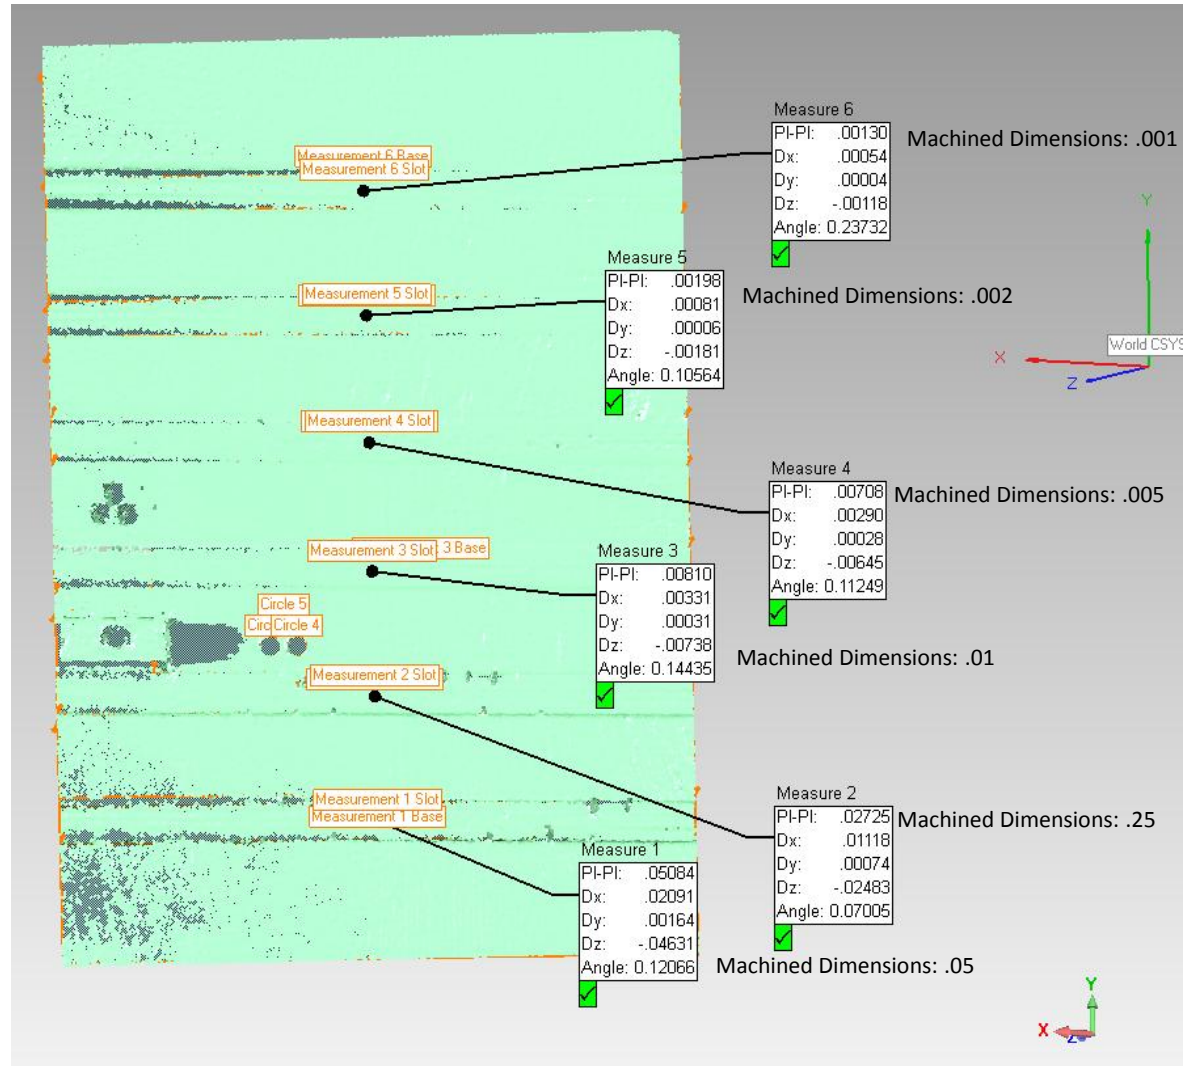 Measure 6
Pl-Pl: .00130
Dx: .00054
Dy: .00004
Dz: -.00118
Angle: 0.23732
Machined Dimensions: .001
Measurement 6 Base
Measurement 6 Slot
Y
Measure 5
Pl-Pl: .00198
Dx: .00081
Dy: .00006
Dz: -.00181
Angle: 0.10564
Machined Dimensions: .002
Measurement 5 Slot
World CSYS
X
Z
Measurement 4 Slot
Measure 4
Pl-Pl: .00708
Dx: .00290
Dy: .00028
Dz: -.00645
Angle: 0.11249
Machined Dimensions: .005
Measurement 3 Slot
3 Base
Measure 3
Pl-Pl: .00810
Dx: .00331
Dy: .00031
Dz: -.00738
Angle: 0.14435
Machined Dimensions: .01
Circle 5
Circle 4
Measurement 2 Slot
Measure 2
Pl-Pl: .02725
Dx: .01118
Dy: .00074
Dz: -.02483
Angle: 0.07005
Machined Dimensions: .25
Measurement 1 Slot
Measurement 1 Base
Measure 1
Pl-Pl: .05084
Dx: .02091
Dy: .00164
Dz: -.04631
Angle: 0.12066
Machined Dimensions: .05
Y
X
Z